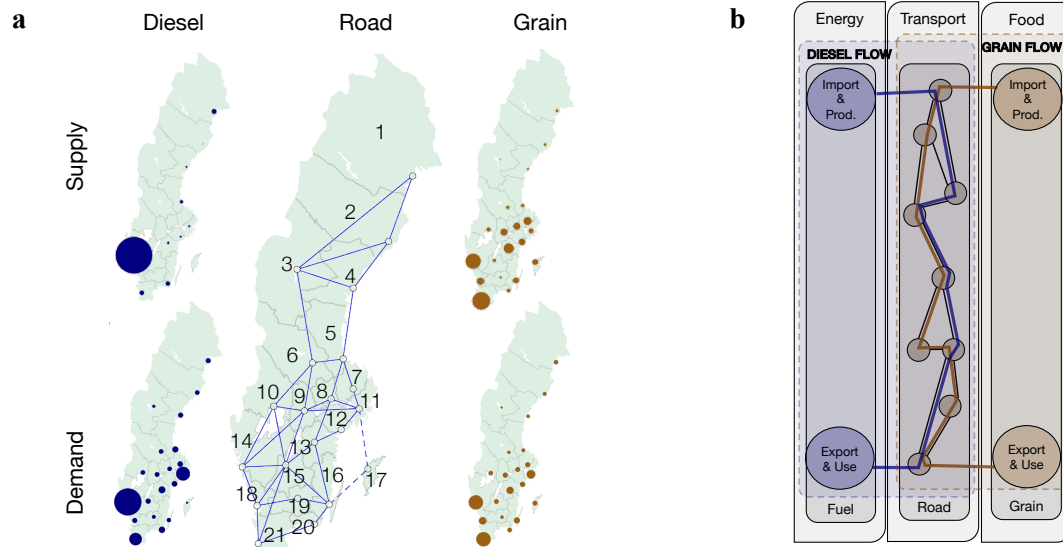 a
Diesel
Road
Grain
Supply
Demand
1
2
3
4
5
6
7
8
9
10
11
12
13
14
15
16
17
18
19
20
21
b
Energy
Transport
Food
DIESEL FLOW
GRAIN FLOW
Import
&
Prod.
Import
&
Prod.
Export
& Use
Export
& Use
Fuel
Road
Grain